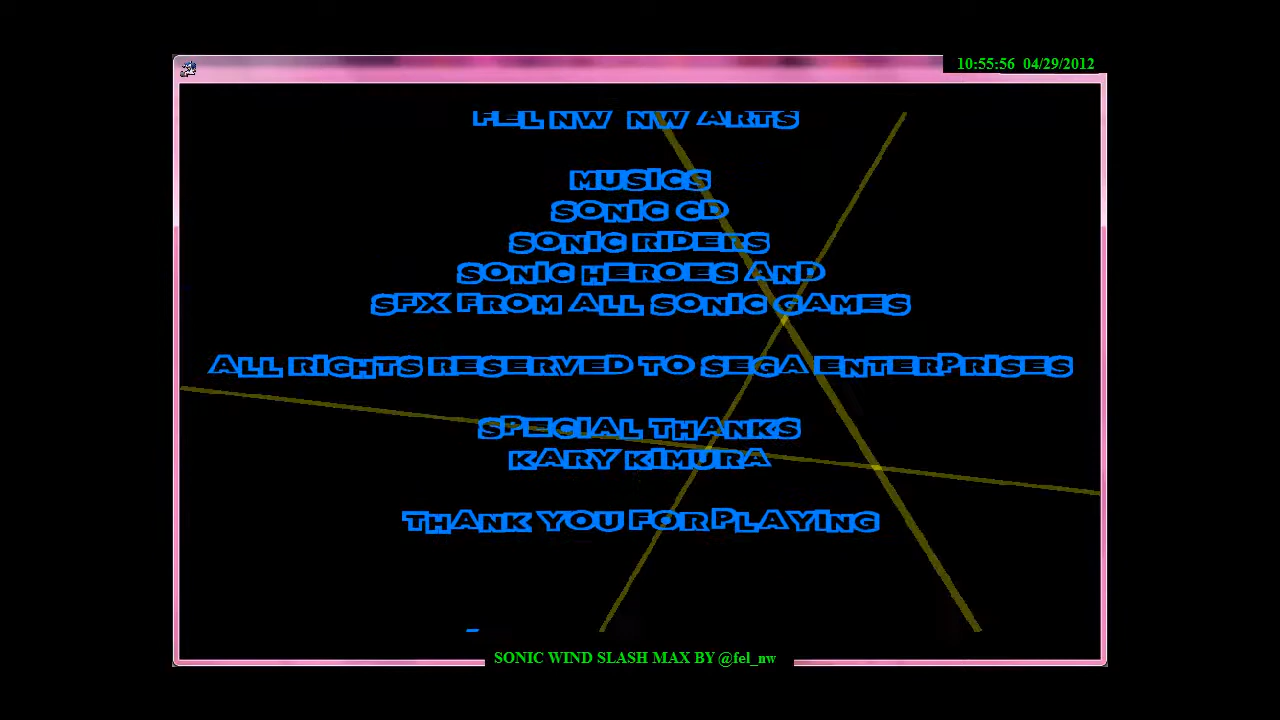 10:55:56 04/29/2012
FEL NW NW ARTS
MUSICS
SONIC CD
SONIC RIDERS
SONIC HEROES AND
SFX FROM ALL SONIC GAMES
ALL RIGHTS RESERVED TO SEGA ENTERPRISES
SPECIAL THANKS
KARY KIMURA
THANK YOU FOR PLAYING
SONIC WIND SLASH MAX BY @fel_nw